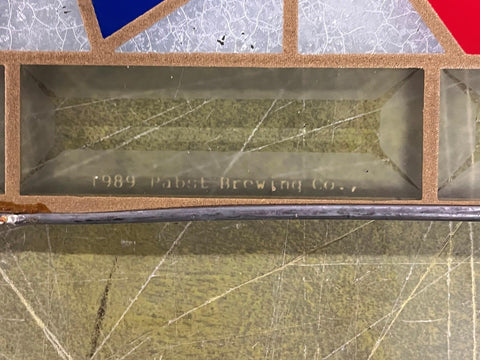 1989 Pabst Brewing Co.,